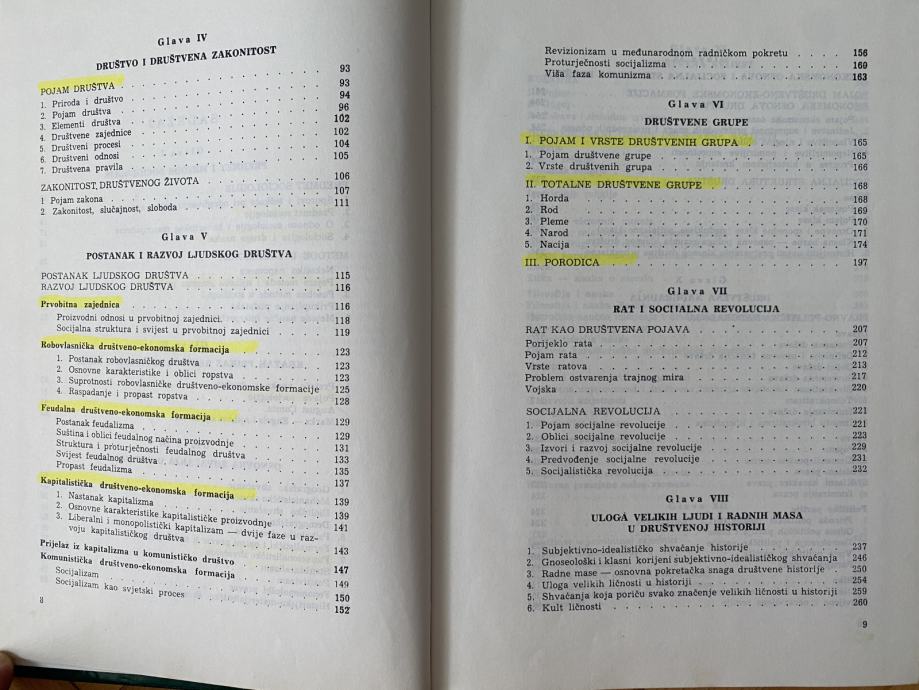 Glava IV
DRUŠTVO I DRUŠTVENA ZAKONITOST
POJAM DRUŠTVA . . . 93
1. Priroda i društvo . . . 93
2. Pojam društva . . . 94
3. Elementi društva . . . 96
4. Društvene zajednice . . . 102
5. Društveni procesi . . . 102
6. Društveni odnosi . . . 104
7. Društvena pravila . . . 105
ZAKONITOST, DRUŠTVENOG ŽIVOTA . . . 106
1 Pojam zakona . . . 107
2 Zakonitost, slučajnost, sloboda . . . 111
Glava V
POSTANAK I RAZVOJ LJUDSKOG DRUŠTVA
POSTANAK LJUDSKOG DRUŠTVA . . . 115
RAZVOJ LJUDSKOG DRUŠTVA . . . 116
Prvobitna zajednica . . . 116
Proizvodni odnosi u prvobitnoj zajednici . . . 118
Socijalna struktura i svijest u prvobitnoj zajednici . . . 119
Robovlasnička društveno-ekonomska formacija . . . 123
1. Postanak robovlasničkog društva . . . 123
2. Osnovne karakteristike i oblici ropstva . . . 123
3. Suprotnosti robovlasničke društveno-ekonomske formacije 125
4. Raspadanje i propast ropstva . . . 128
Feudalna društveno-ekonomska formacija . . . 129
Postanak feudalizma . . . 129
Suština i oblici feudalnog načina proizvodnje . . . 131
Struktura i proturječnosti feudalnog društva . . . 133
Svijest feudalnog društva . . . 135
Propast feudalizma . . . 137
Kapitalistička društveno-ekonomska formacija . . . 139
1. Nastanak kapitalizma . . . 139
2. Osnovne karakteristike kapitalističke proizvodnje . . . 141
3. Liberalni i monopolistički kapitalizam — dvije faze u raz-
voju kapitalističkog društva . . . 143
Prijelaz iz kapitalizma u komunističko društvo . . . 147
Komunistička društveno-ekonomska formacija . . . 149
Socijalizam . . . 150
Socijalizam kao svjetski proces . . . 152
8
Revizionizam u međunarodnom radničkom pokretu . . . 156
Proturječnosti socijalizma . . . 160
Viša faza komunizma . . . 163
Glava VI
DRUŠTVENE GRUPE
I. POJAM I VRSTE DRUŠTVENIH GRUPA . . . 165
1. Pojam društvene grupe . . . 165
2. Vrste društvenih grupa . . . 166
II. TOTALNE DRUŠTVENE GRUPE . . . 168
1. Horda . . . 168
2. Rod . . . 169
3. Pleme . . . 170
4. Narod . . . 171
5. Nacija . . . 174
III. PORODICA . . . 197
Glava VII
RAT I SOCIJALNA REVOLUCIJA
RAT KAO DRUŠTVENA POJAVA . . . 207
Porijeklo rata . . . 207
Pojam rata . . . 212
Vrste ratova . . . 213
Problem ostvarenja trajnog mira . . . 217
Vojska . . . 220
SOCIJALNA REVOLUCIJA . . . 221
1. Pojam socijalne revolucije . . . 221
2. Oblici socijalne revolucije . . . 223
3. Izvori i razvoj socijalne revolucije . . . 229
4. Predvođenje socijalne revolucije . . . 231
5. Socijalistička revolucija . . . 232
Glava VIII
ULOGA VELIKIH LJUDI I RADNIH MASA
U DRUŠTVENOJ HISTORIJI
1. Subjektivno-idealističko shvaćanje historije . . . 237
2. Gnoseološki i klasni korijeni subjektivno-idealističkog shvaćanja 246
3. Radne mase — osnovna pokretačka snaga društvene historije . 250
4. Uloga velikih ličnosti u historiji . . . 254
5. Shvaćanja koja poriču svako značenje velikih ličnosti u historiji 259
6. Kult ličnosti . . . 260
9